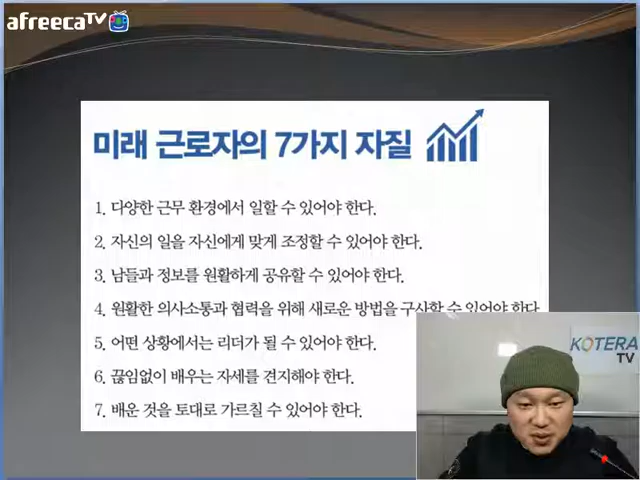 afreecaTV
미래 근로자의 7가지 자질
1. 다양한 근무 환경에서 일할 수 있어야 한다.
2. 자신의 일을 자신에게 맞게 조정할 수 있어야 한다.
3. 남들과 정보를 원활하게 공유할 수 있어야 한다.
4. 원활한 의사소통과 협력을 위해 새로운 방법을 구사할 수 있어야 한다
5. 어떤 상황에서는 리더가 될 수 있어야 한다.
6. 끊임없이 배우는 자세를 견지해야 한다.
7. 배운 것을 토대로 가르칠 수 있어야 한다.
KOTERA
TV